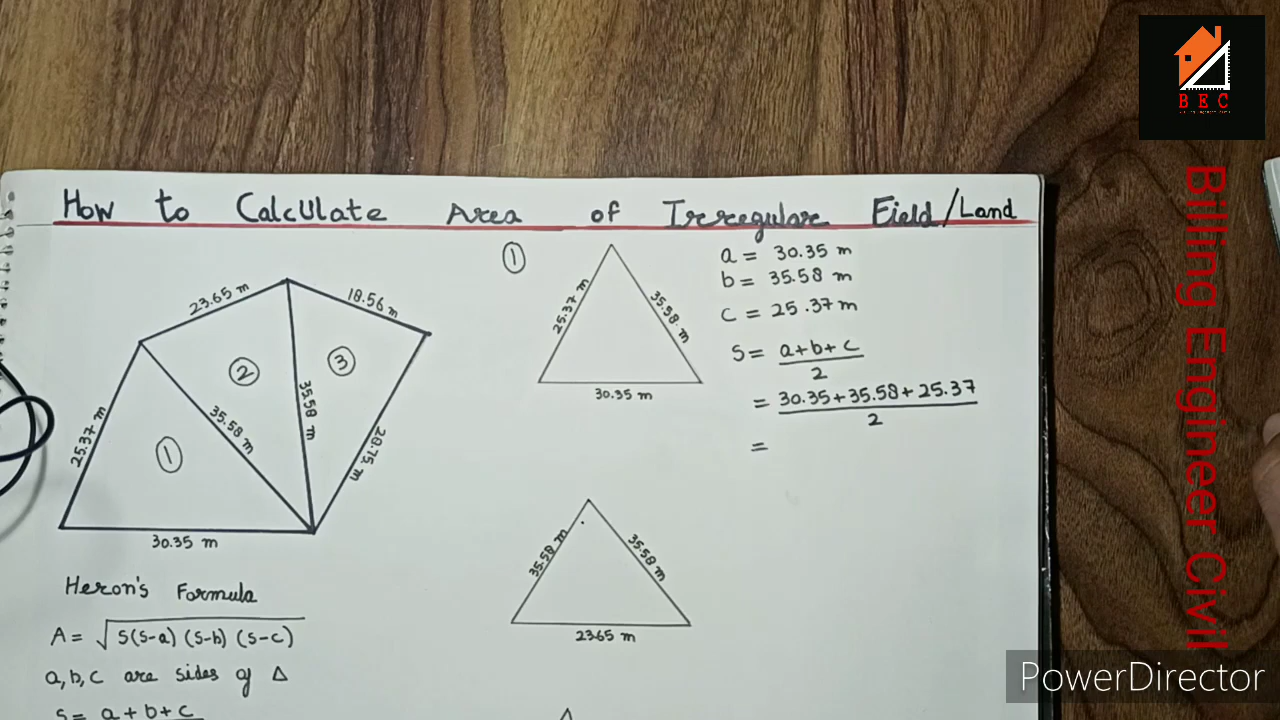 How to Calculate Area of Irregular Field/Land
23.65 m
18.56 m
25.37 m
35.58 m
35.58 m
28.75 m
30.35 m
1
2
3
Heron's Formula
A = √S(S-a) (S-b) (S-c)
a, b, c are sides of Δ
S = a + b + c
1
25.37 m
35.58 m
30.35 m
a = 30.35 m
b = 35.58 m
c = 25.37 m
S = a+b+c
2
= 30.35+35.58+25.37
2
=
35.58 m
35.58 m
23.65 m
BEC
Billing Engineer Civil
PowerDirector